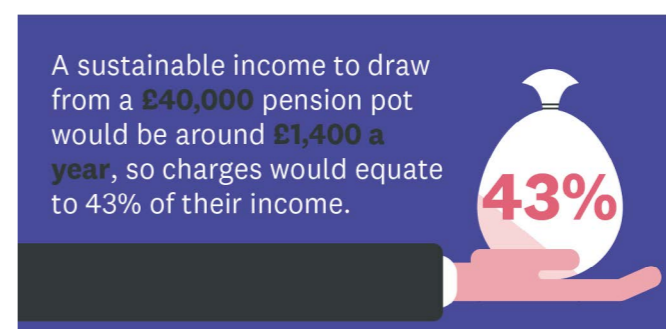 A sustainable income to draw
from a £40,000 pension pot
would be around £1,400 a
year, so charges would equate
to 43% of their income.
43%